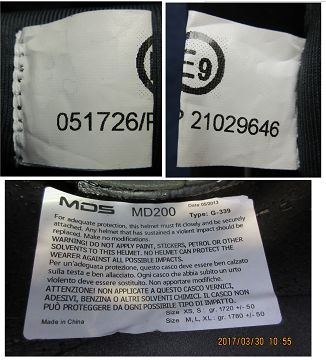 E9
051726/P
P 21029646
MDS MD200 Date 05/2013
Type: G-339
For adequate protection, this helmet must fit closely and be securely
attached. Any helmet that has sustained a violent impact should be
replaced. Make no modifications.
WARNING! DO NOT APPLY PAINT, STICKERS, PETROL OR OTHER
SOLVENTS TO THIS HELMET. NO HELMET CAN PROTECT THE
WEARER AGAINST ALL POSSIBLE IMPACTS.
Per un'adeguata protezione, questo casco deve essere ben calzato
sulla testa e ben allacciato. Ogni casco che abbia subito un urto
violento deve essere sostituito. Non modificare.
ATTENZIONE! NON APPLICARE A QUESTO CASCO VERNICI,
ADESIVI, BENZINA O ALTRI SOLVENTI CHIMICI. IL CASCO NON
PUÓ PROTEGGERE DA OGNI POSSIBILE TIPO DI IMPATTO.
Size XS, S: gr. 1720 +/- 50
Made in China Size M, L, XL: gr. 1760 +/- 50
2017/03/30 10 55